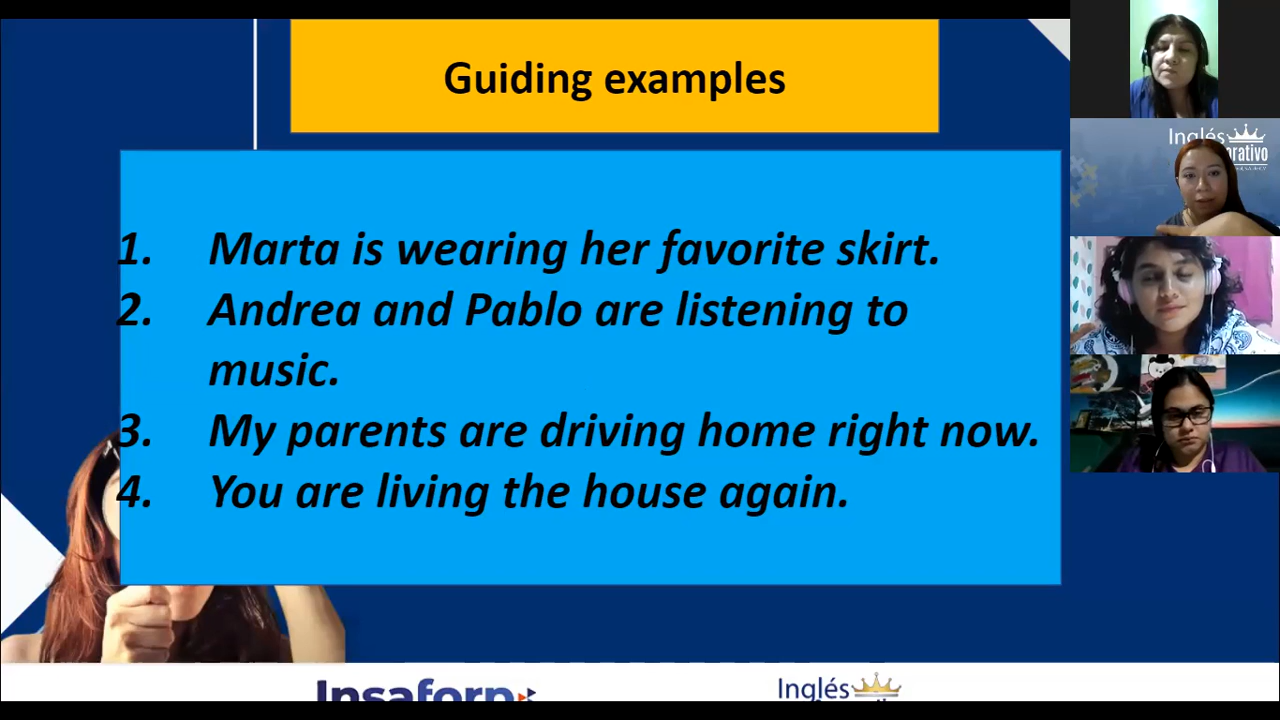 Guiding examples
1. Marta is wearing her favorite skirt.
2. Andrea and Pablo are listening to
music.
3. My parents are driving home right now.
4. You are living the house again.
Inglés
Insaforp
Inglés